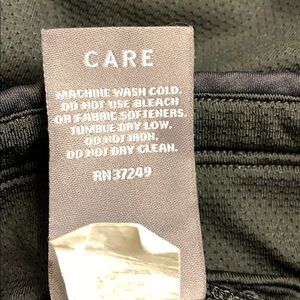 CARE
MACHINE WASH COLD.
DO NOT USE BLEACH
OR FABRIC SOFTENERS.
TUMBLE DRY LOW.
DO NOT IRON.
DO NOT DRY CLEAN.
RN 37249